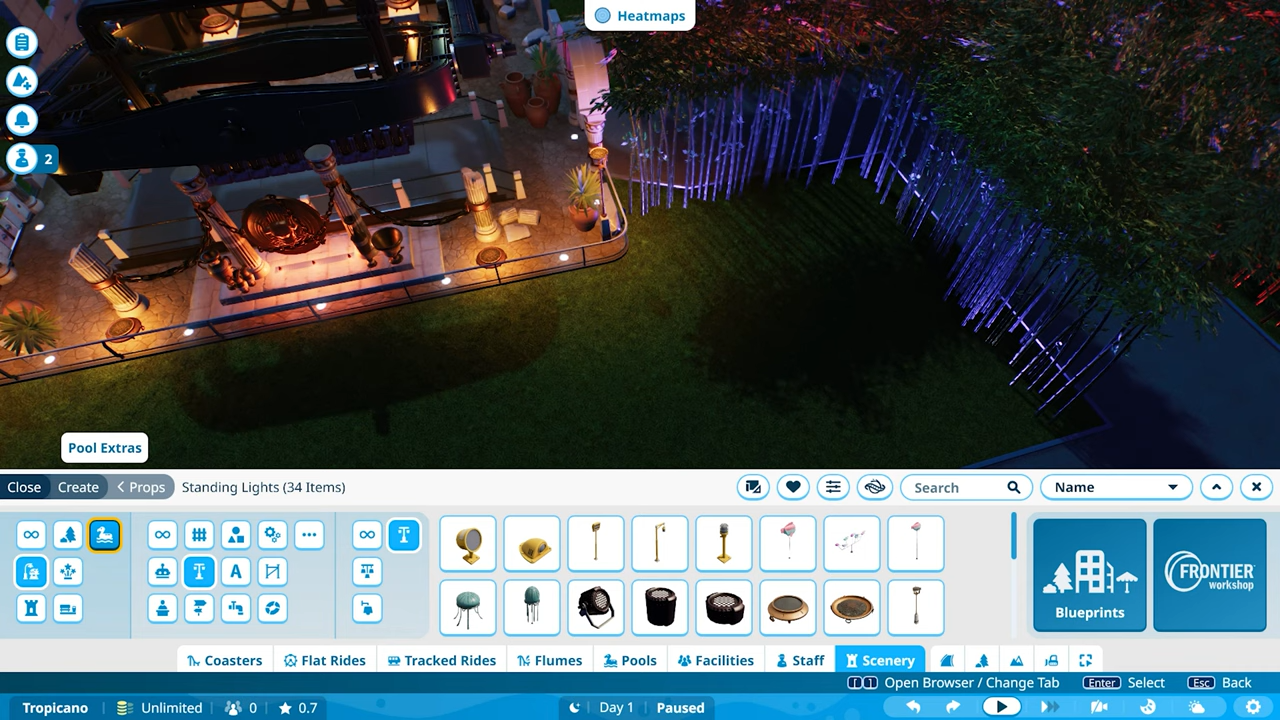 Heatmaps
2
Pool Extras
Close Create Props Standing Lights (34 Items) Search Name
A
Blueprints
FRONTIER
workshop
Coasters Flat Rides Tracked Rides Flumes Pools Facilities Staff Scenery
[ ] Open Browser / Change Tab Enter Select Esc Back
Tropicano Unlimited 0 0.7 Day 1 Paused